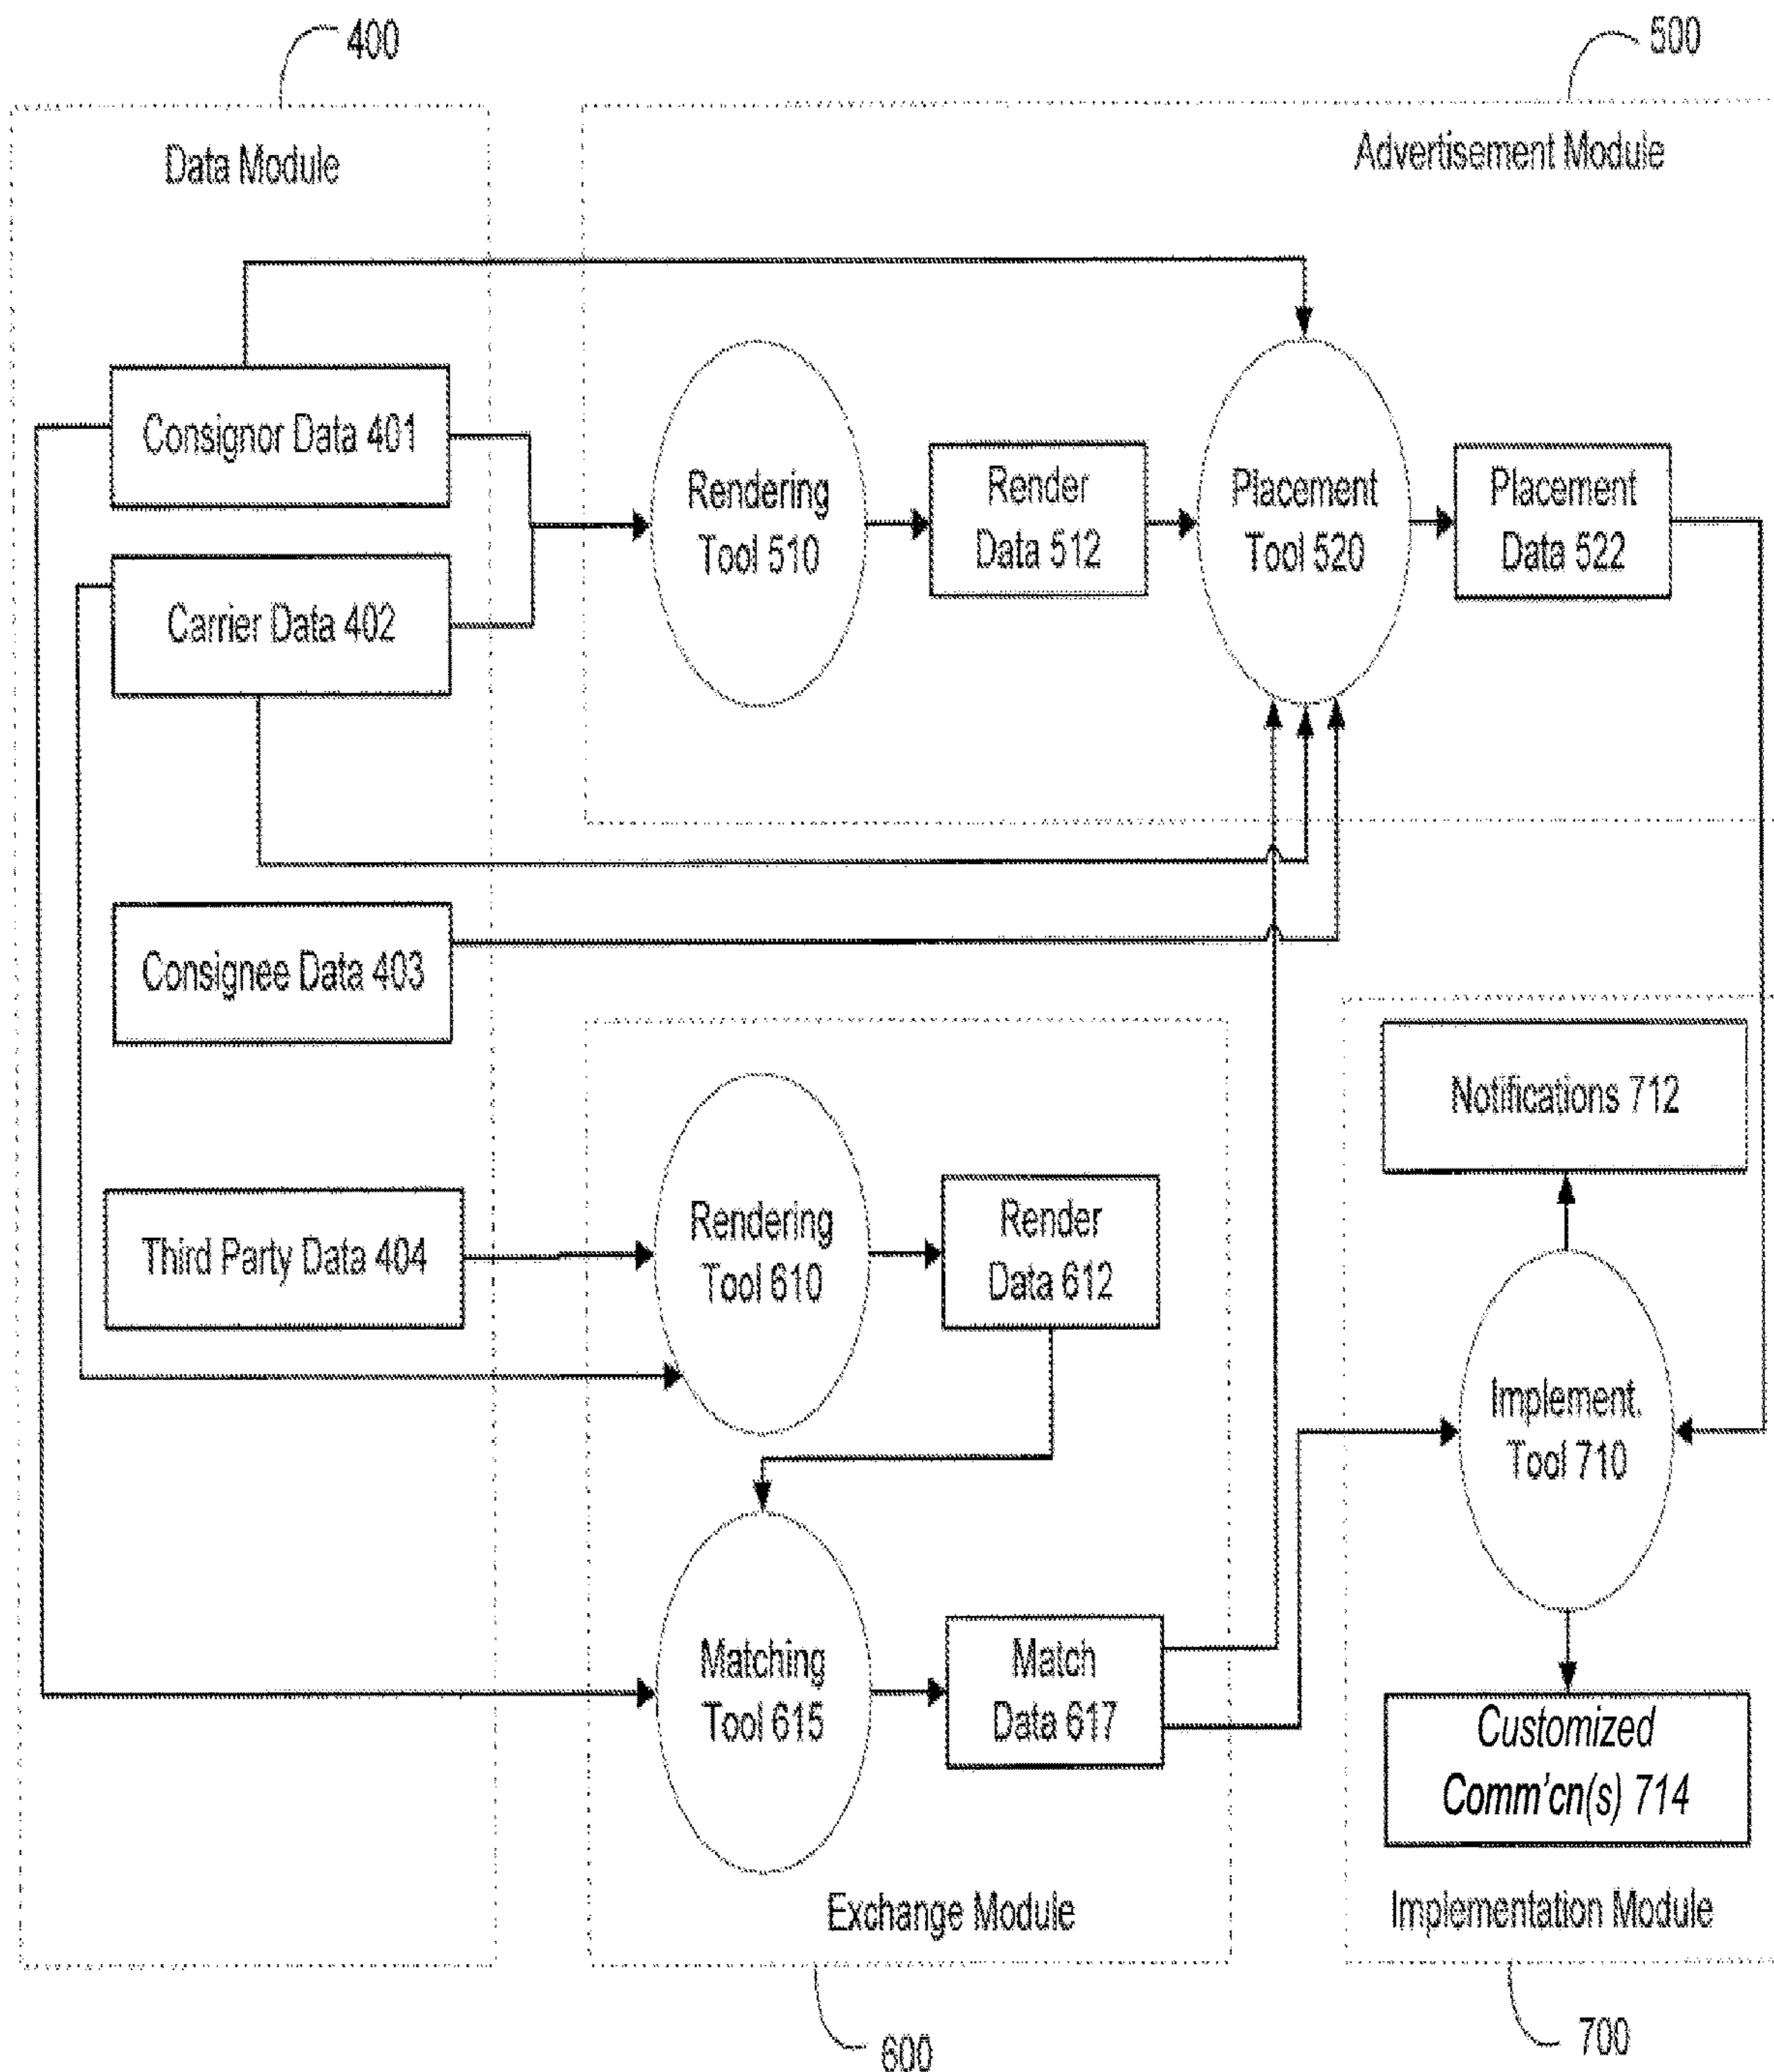 400
500
Data Module
Advertisement Module
Consignor Data 401
Rendering
Tool 510
Render
Data 512
Placement
Tool 520
Placement
Data 522
Carrier Data 402
Consignee Data 403
Notifications 712
Third Party Data 404
Rendering
Tool 610
Render
Data 612
Implement.
Tool 710
Matching
Tool 615
Match
Data 617
Customized
Comm'cn(s) 714
Exchange Module
Implementation Module
600
700